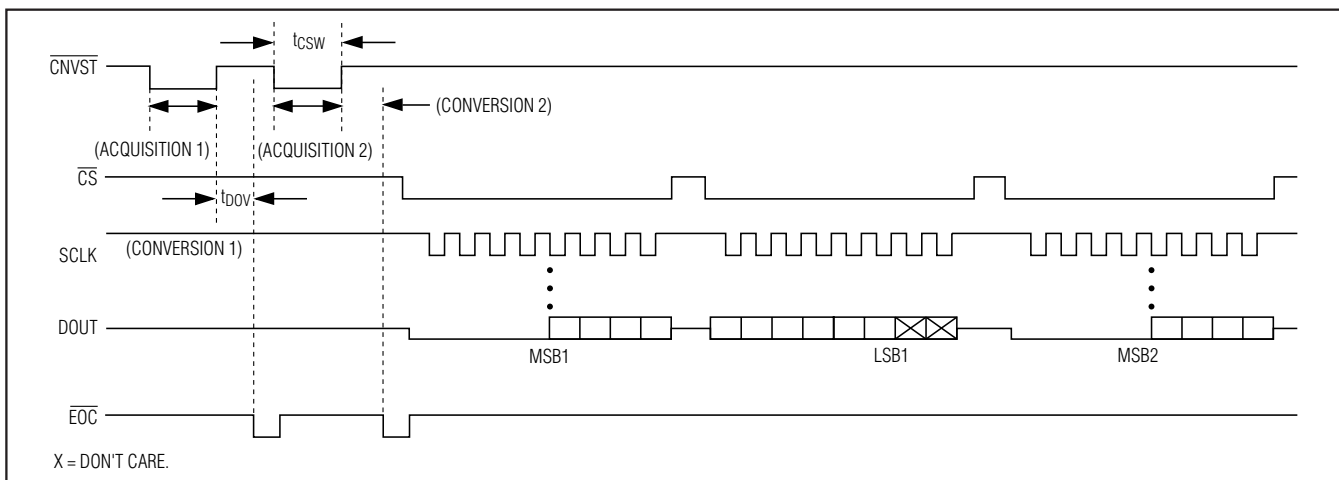 tCSW
CNVST
(CONVERSION 2)
(ACQUISITION 1) (ACQUISITION 2)
CS
tDOV
(CONVERSION 1)
SCLK
DOUT
MSB1 LSB1 MSB2
EOC
X = DON'T CARE.